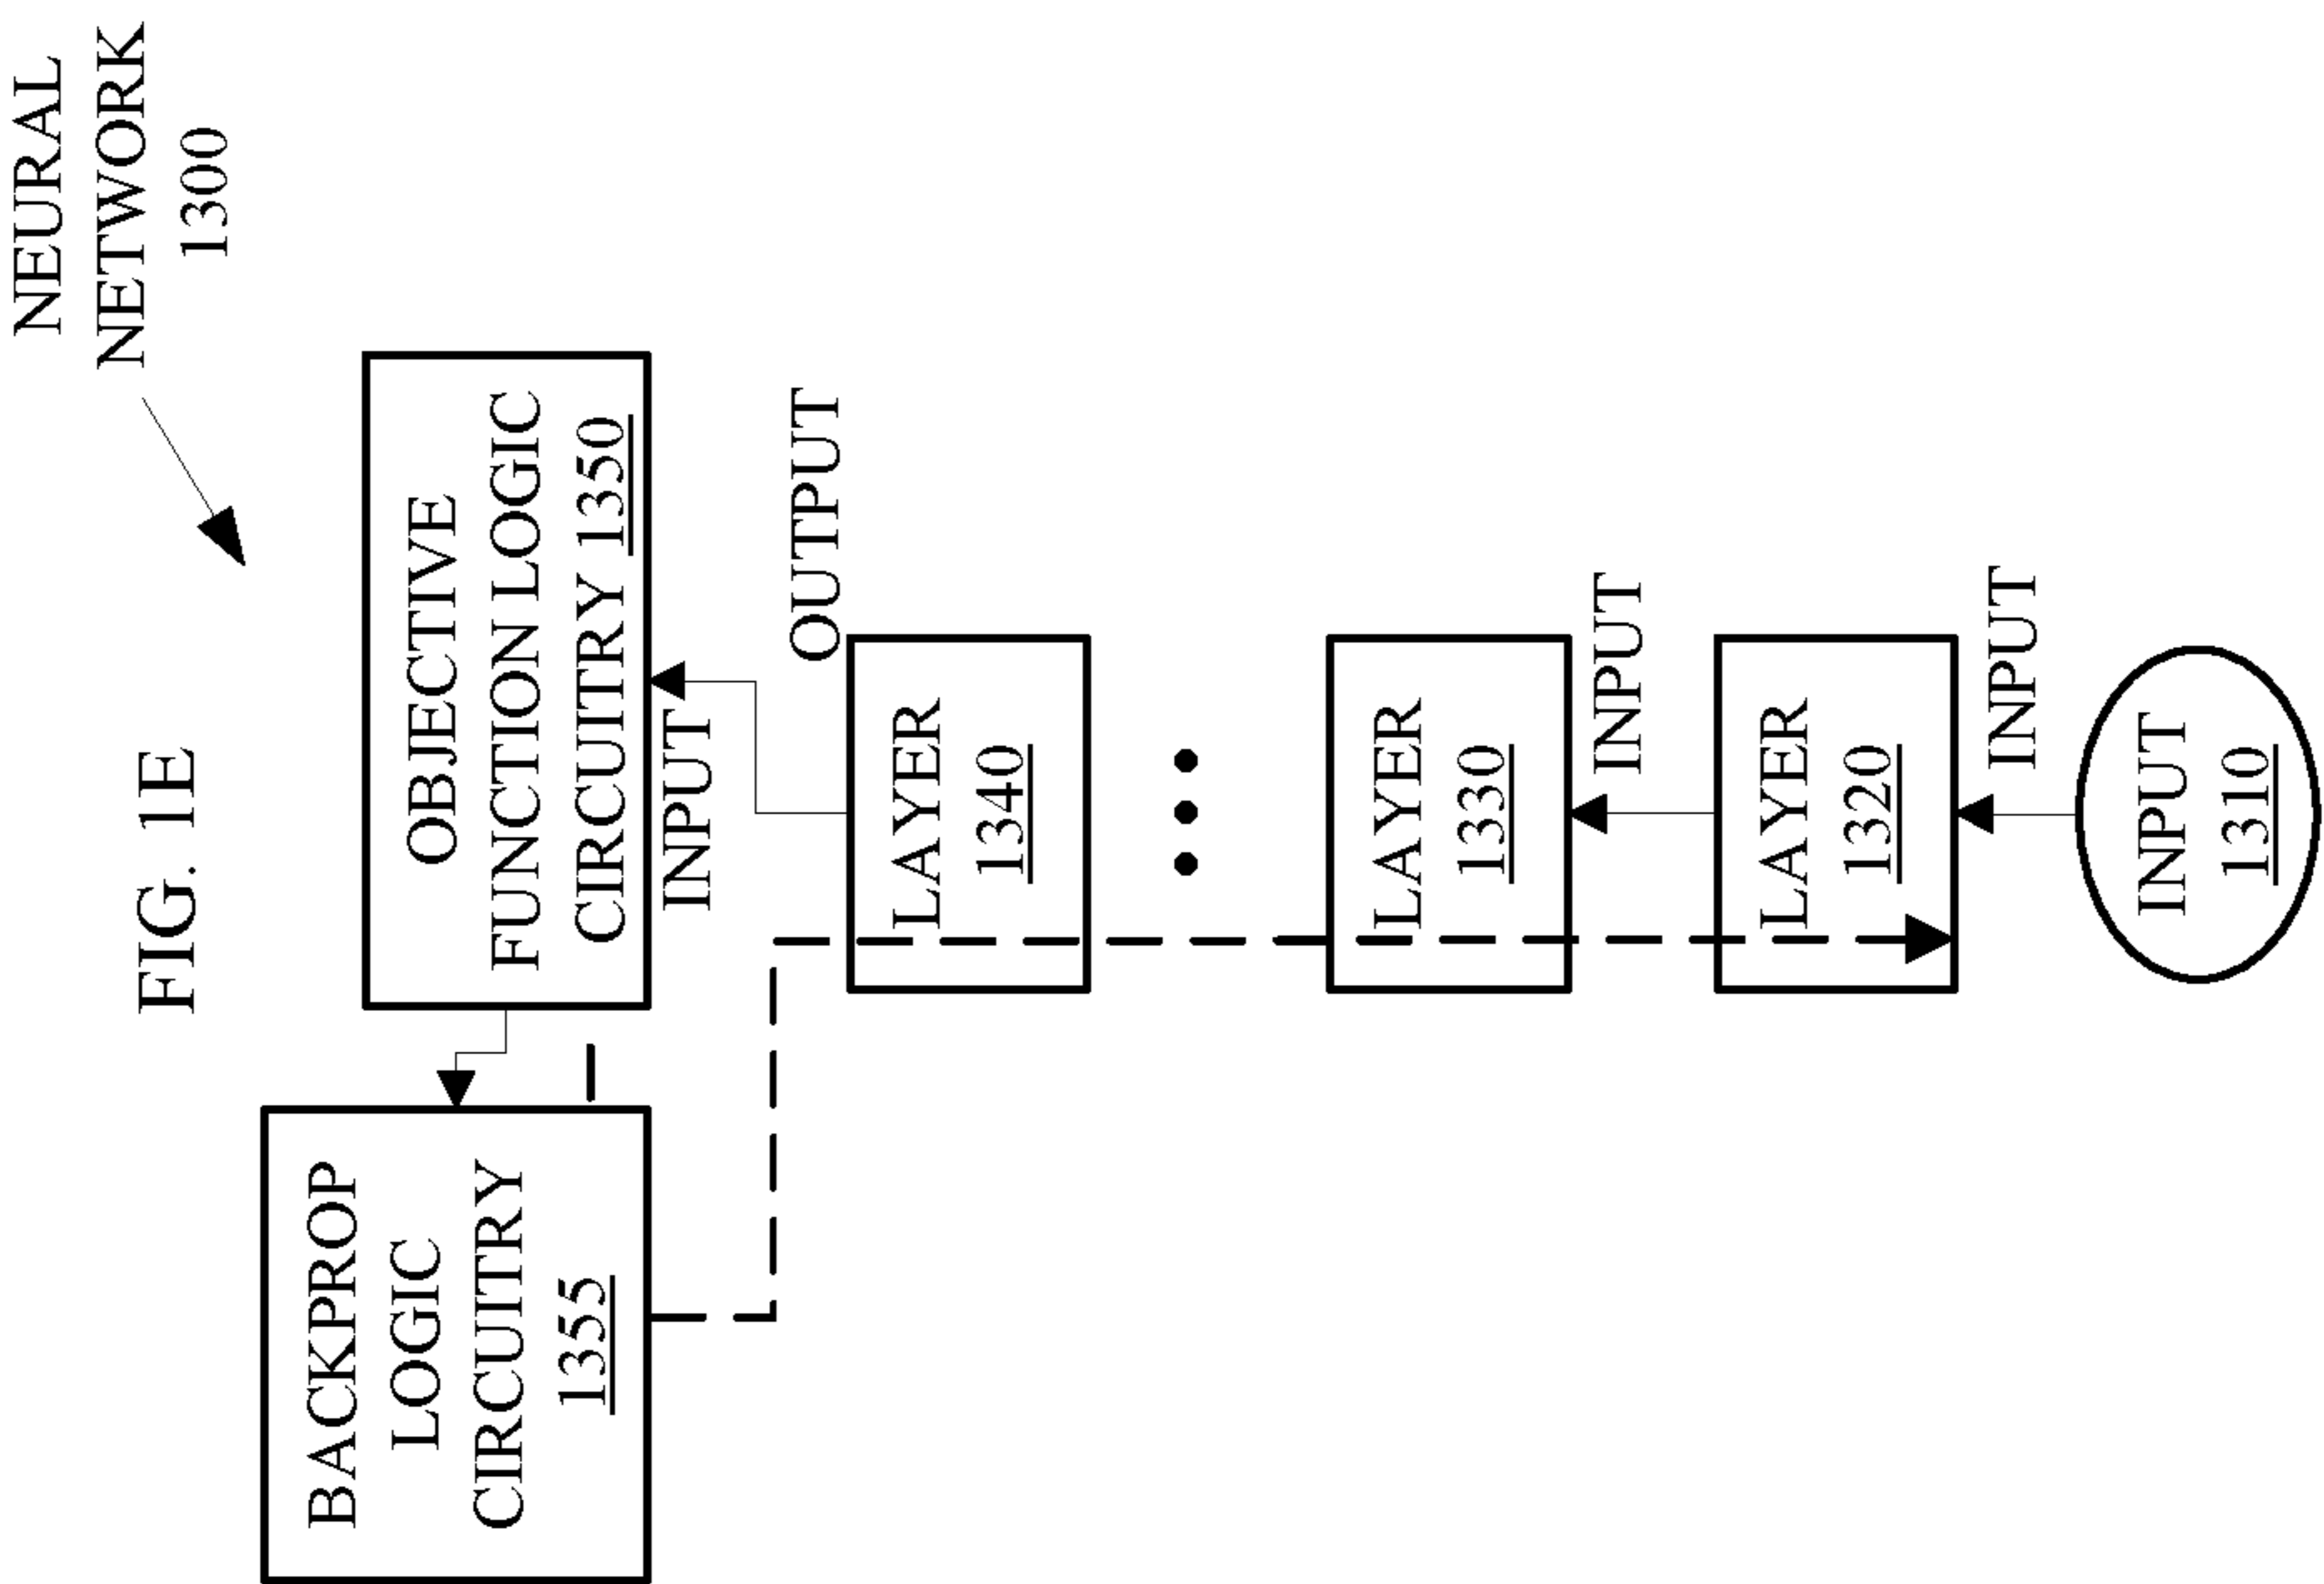 FIG. 1E
NEURAL
NETWORK
1300
BACKPROP
LOGIC
CIRCUITRY
1355
OBJECTIVE
FUNCTION LOGIC
CIRCUITRY 1350
INPUT
OUTPUT
LAYER
1340
LAYER
1330
INPUT
LAYER
1320
INPUT
INPUT
1310